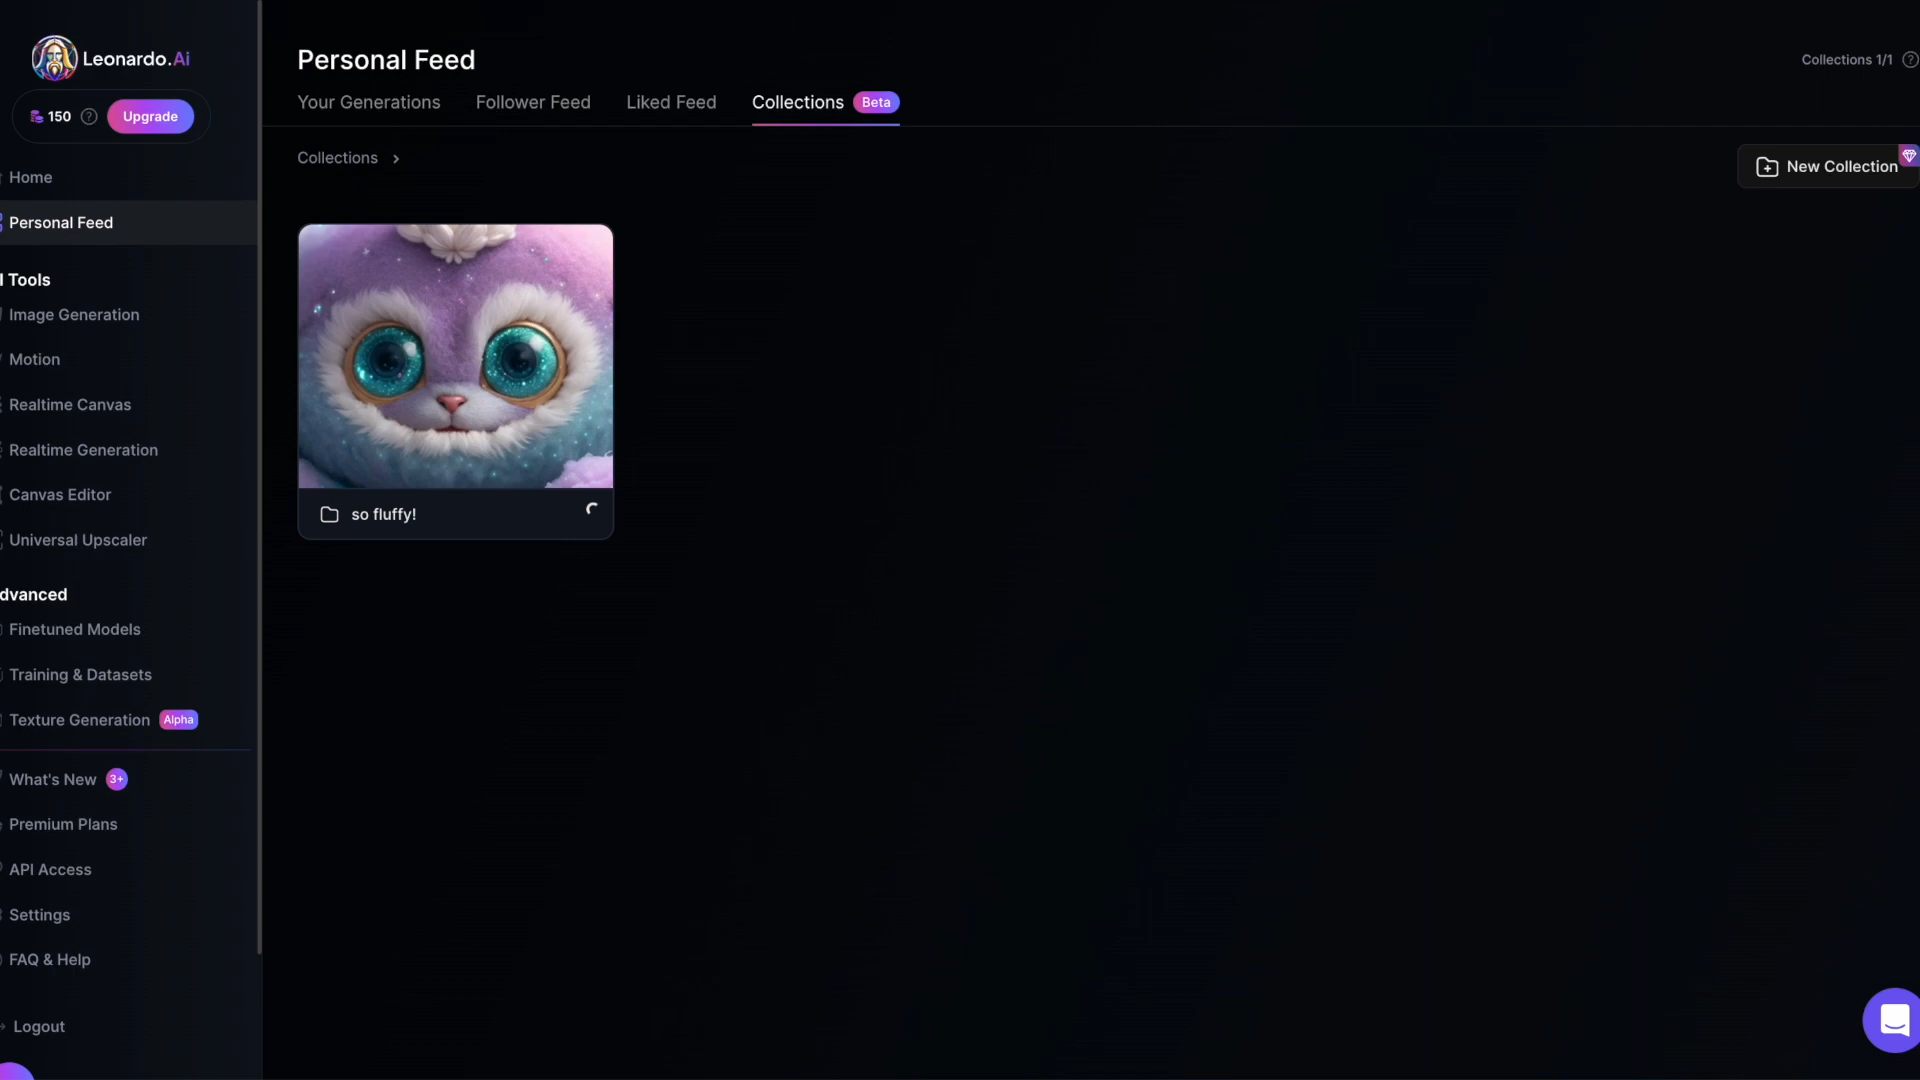 Leonardo.Ai
150
Upgrade
Home
Personal Feed
I Tools
Image Generation
Motion
Realtime Canvas
Realtime Generation
Canvas Editor
Universal Upscaler
dvanced
Finetuned Models
Training & Datasets
Texture Generation Alpha
What's New 3+
Premium Plans
API Access
Settings
FAQ & Help
Logout
Personal Feed
Collections 1/1
Your Generations Follower Feed Liked Feed Collections Beta
Collections
New Collection
so fluffy!